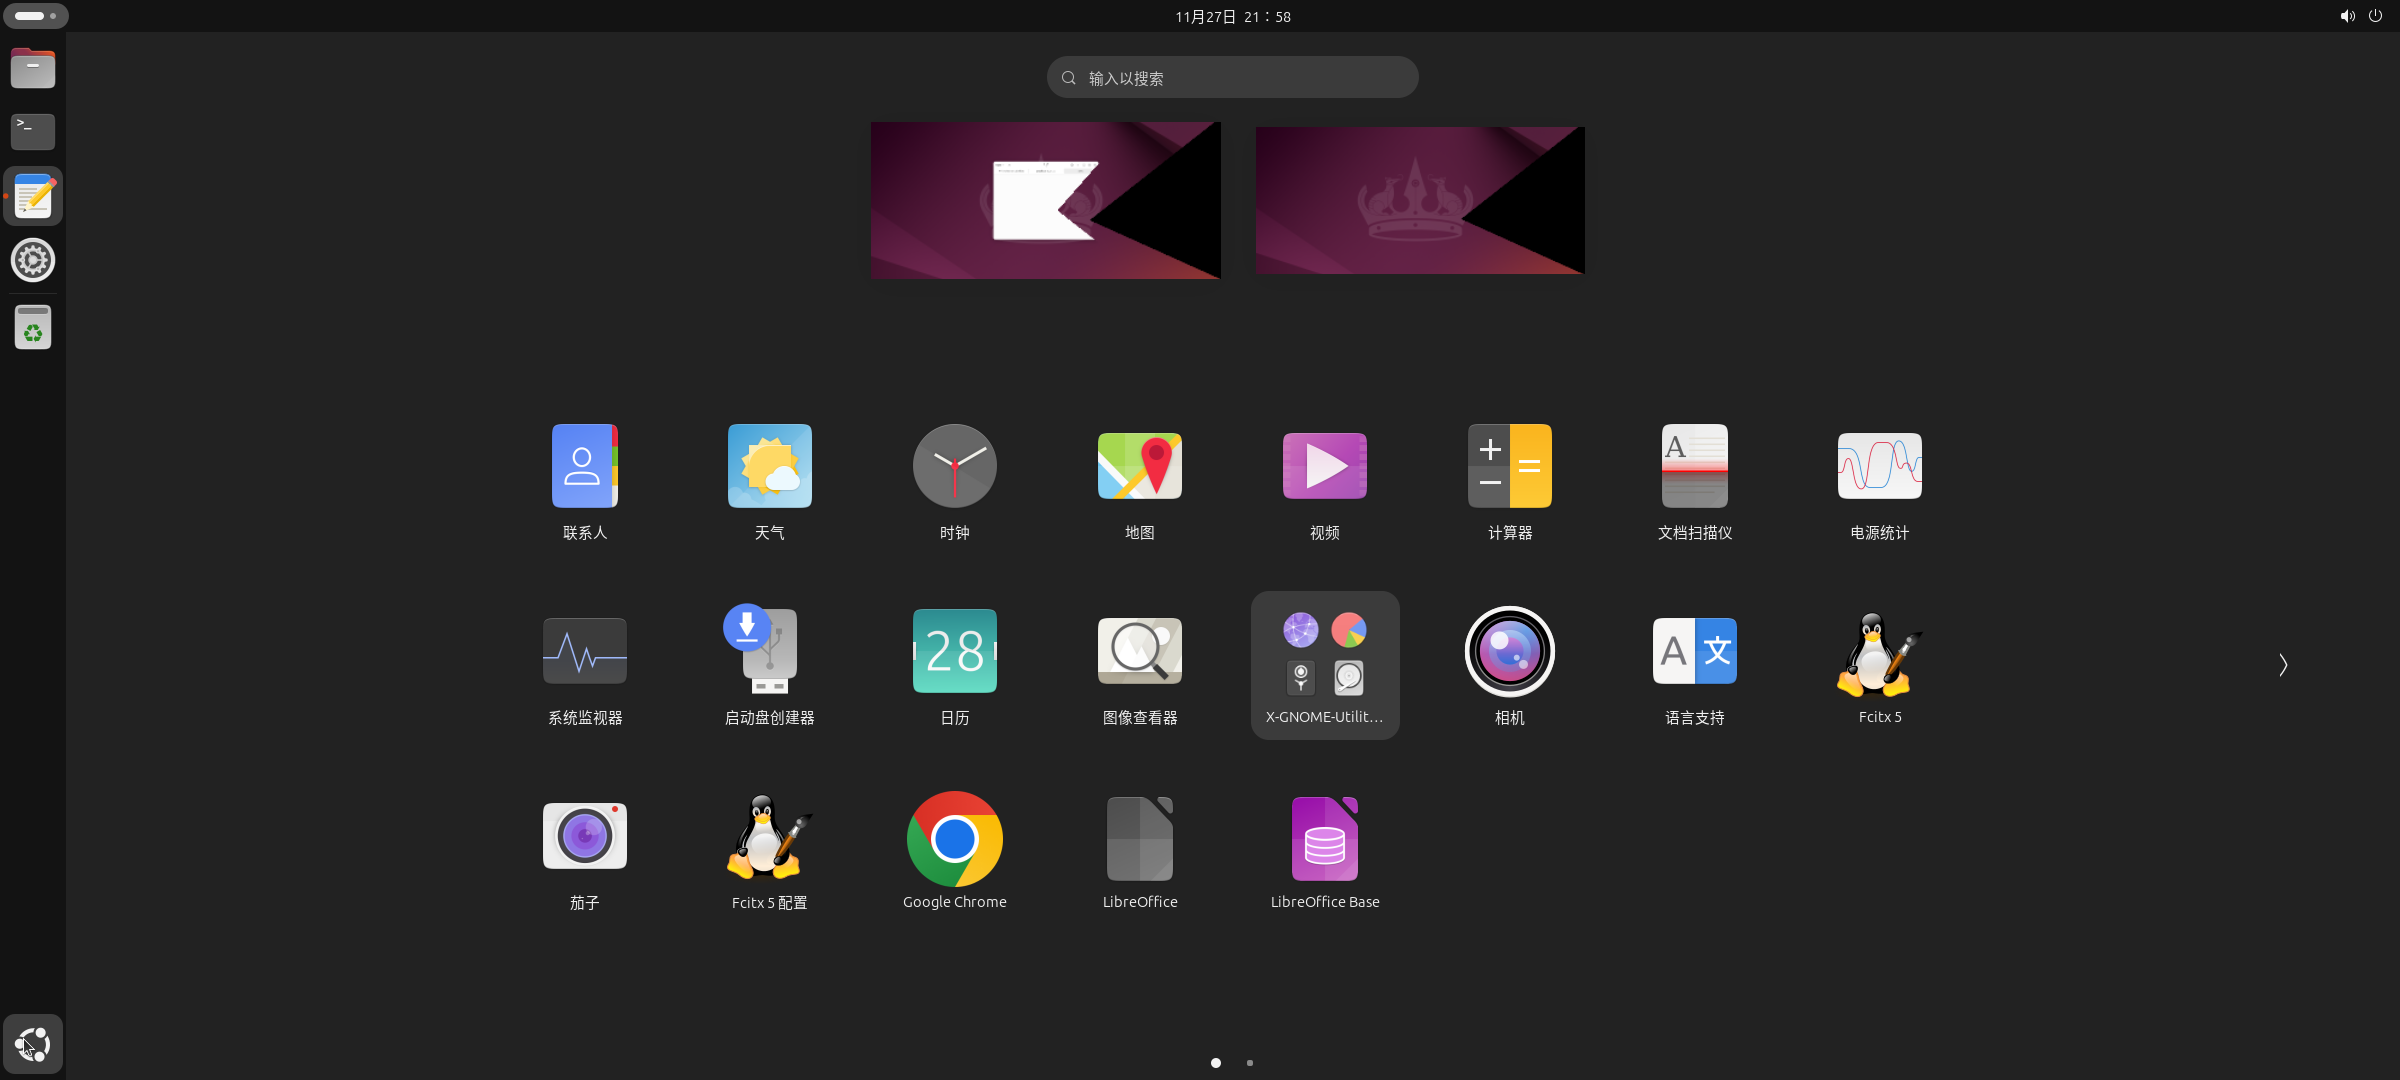 11月27日 21：58
输入以搜索
>_
联系人
天气
时钟
地图
视频
计算器
A
文档扫描仪
电源统计
系统监视器
启动盘创建器
28
日历
图像查看器
X-GNOME-Utilit…
相机
A 文
语言支持
Fcitx 5
茄子
Fcitx 5 配置
Google Chrome
LibreOffice
LibreOffice Base